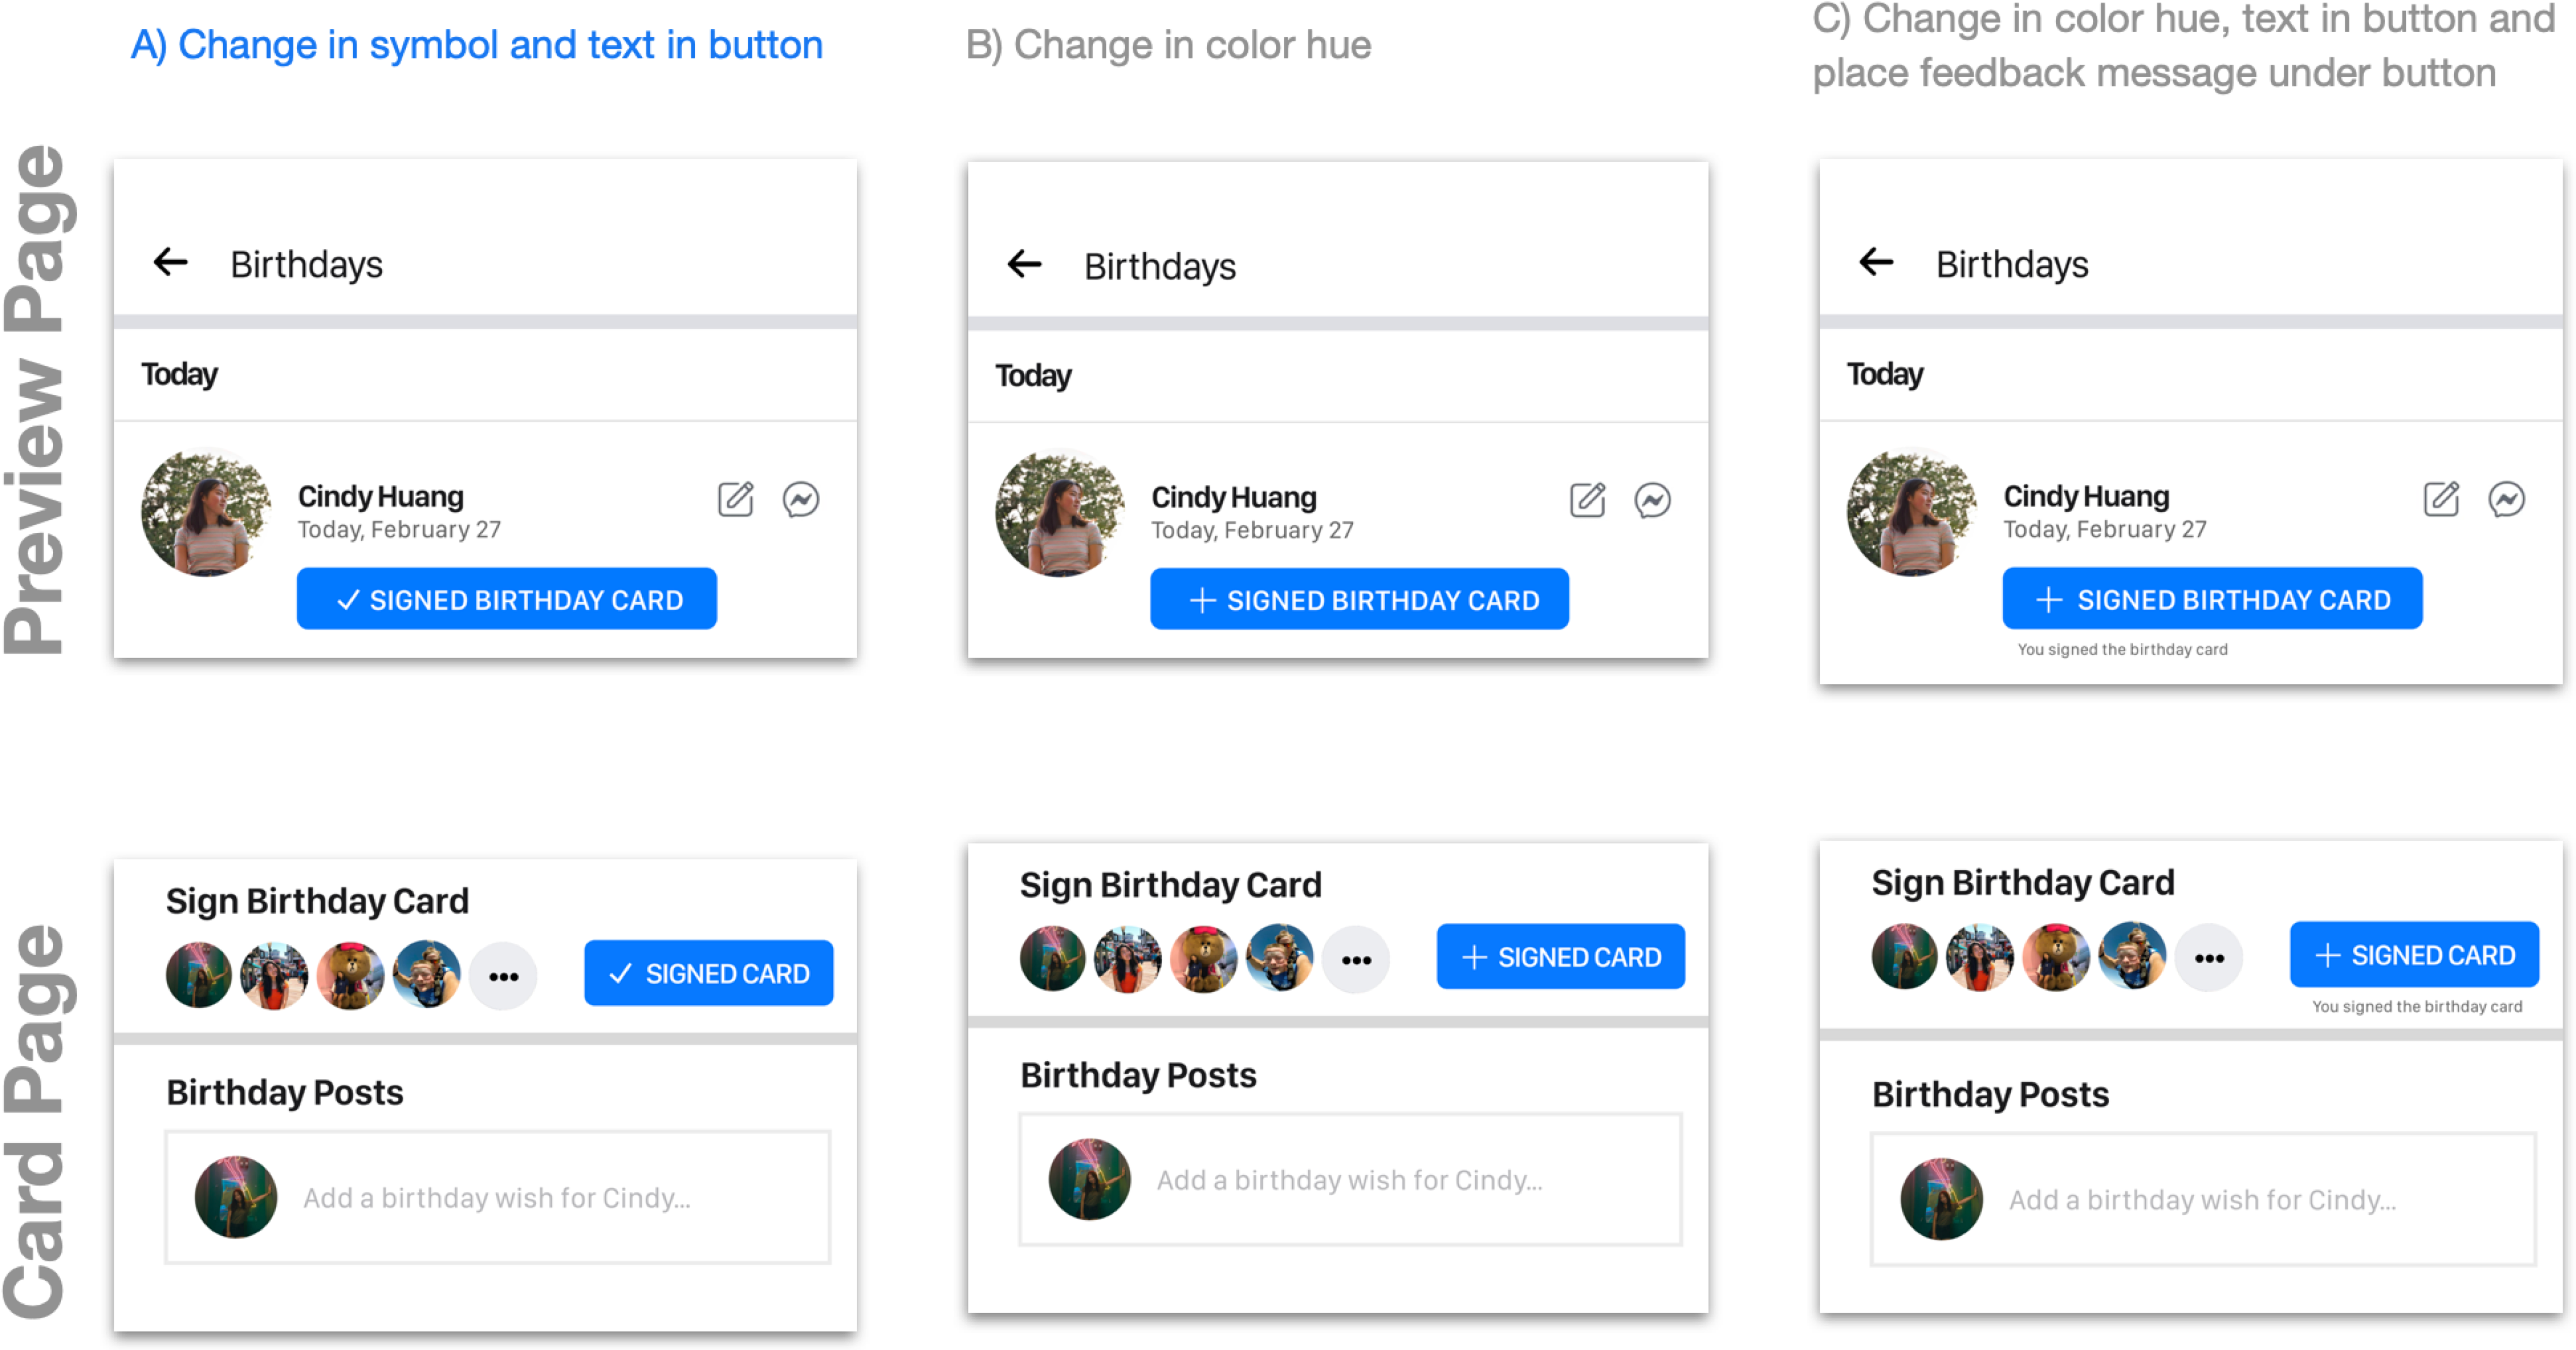 A) Change in symbol and text in button
B) Change in color hue
C) Change in color hue, text in button and
place feedback message under button
Preview Page
Birthdays
Today
Cindy Huang
Today, February 27
✓ SIGNED BIRTHDAY CARD
Birthdays
Today
Cindy Huang
Today, February 27
+ SIGNED BIRTHDAY CARD
Birthdays
Today
Cindy Huang
Today, February 27
+ SIGNED BIRTHDAY CARD
You signed the birthday card
Card Page
Sign Birthday Card
✓ SIGNED CARD
Birthday Posts
Add a birthday wish for Cindy...
Sign Birthday Card
+ SIGNED CARD
Birthday Posts
Add a birthday wish for Cindy...
Sign Birthday Card
+ SIGNED CARD
You signed the birthday card
Birthday Posts
Add a birthday wish for Cindy...